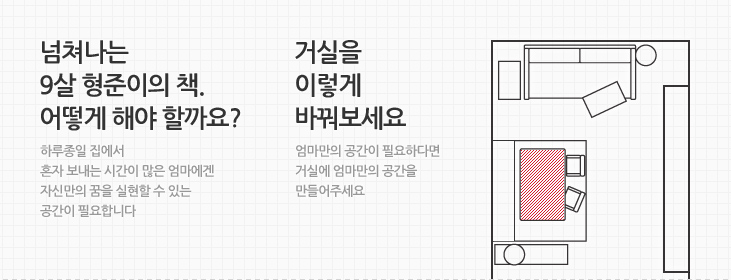 넘쳐나는
9살 형준이의 책.
어떻게 해야 할까요?
하루종일 집에서
혼자 보내는 시간이 많은 엄마에겐
자신만의 꿈을 실현할 수 있는
공간이 필요합니다
거실을
이렇게
바꿔보세요
엄마만의 공간이 필요하다면
거실에 엄마만의 공간을
만들어주세요